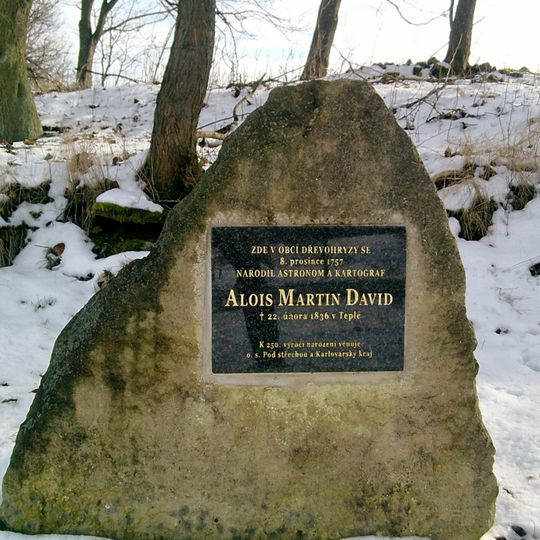 ZDE V OBCI DŘEVOHRYZY SE
8. prosince 1757
NARODIL ASTRONOM A KARTOGRAF
ALOIS MARTIN DAVID
† 22. února 1836 v Teplé
K 250. výročí narození věnuje
o. s. Pod střechou a Karlovarský kraj